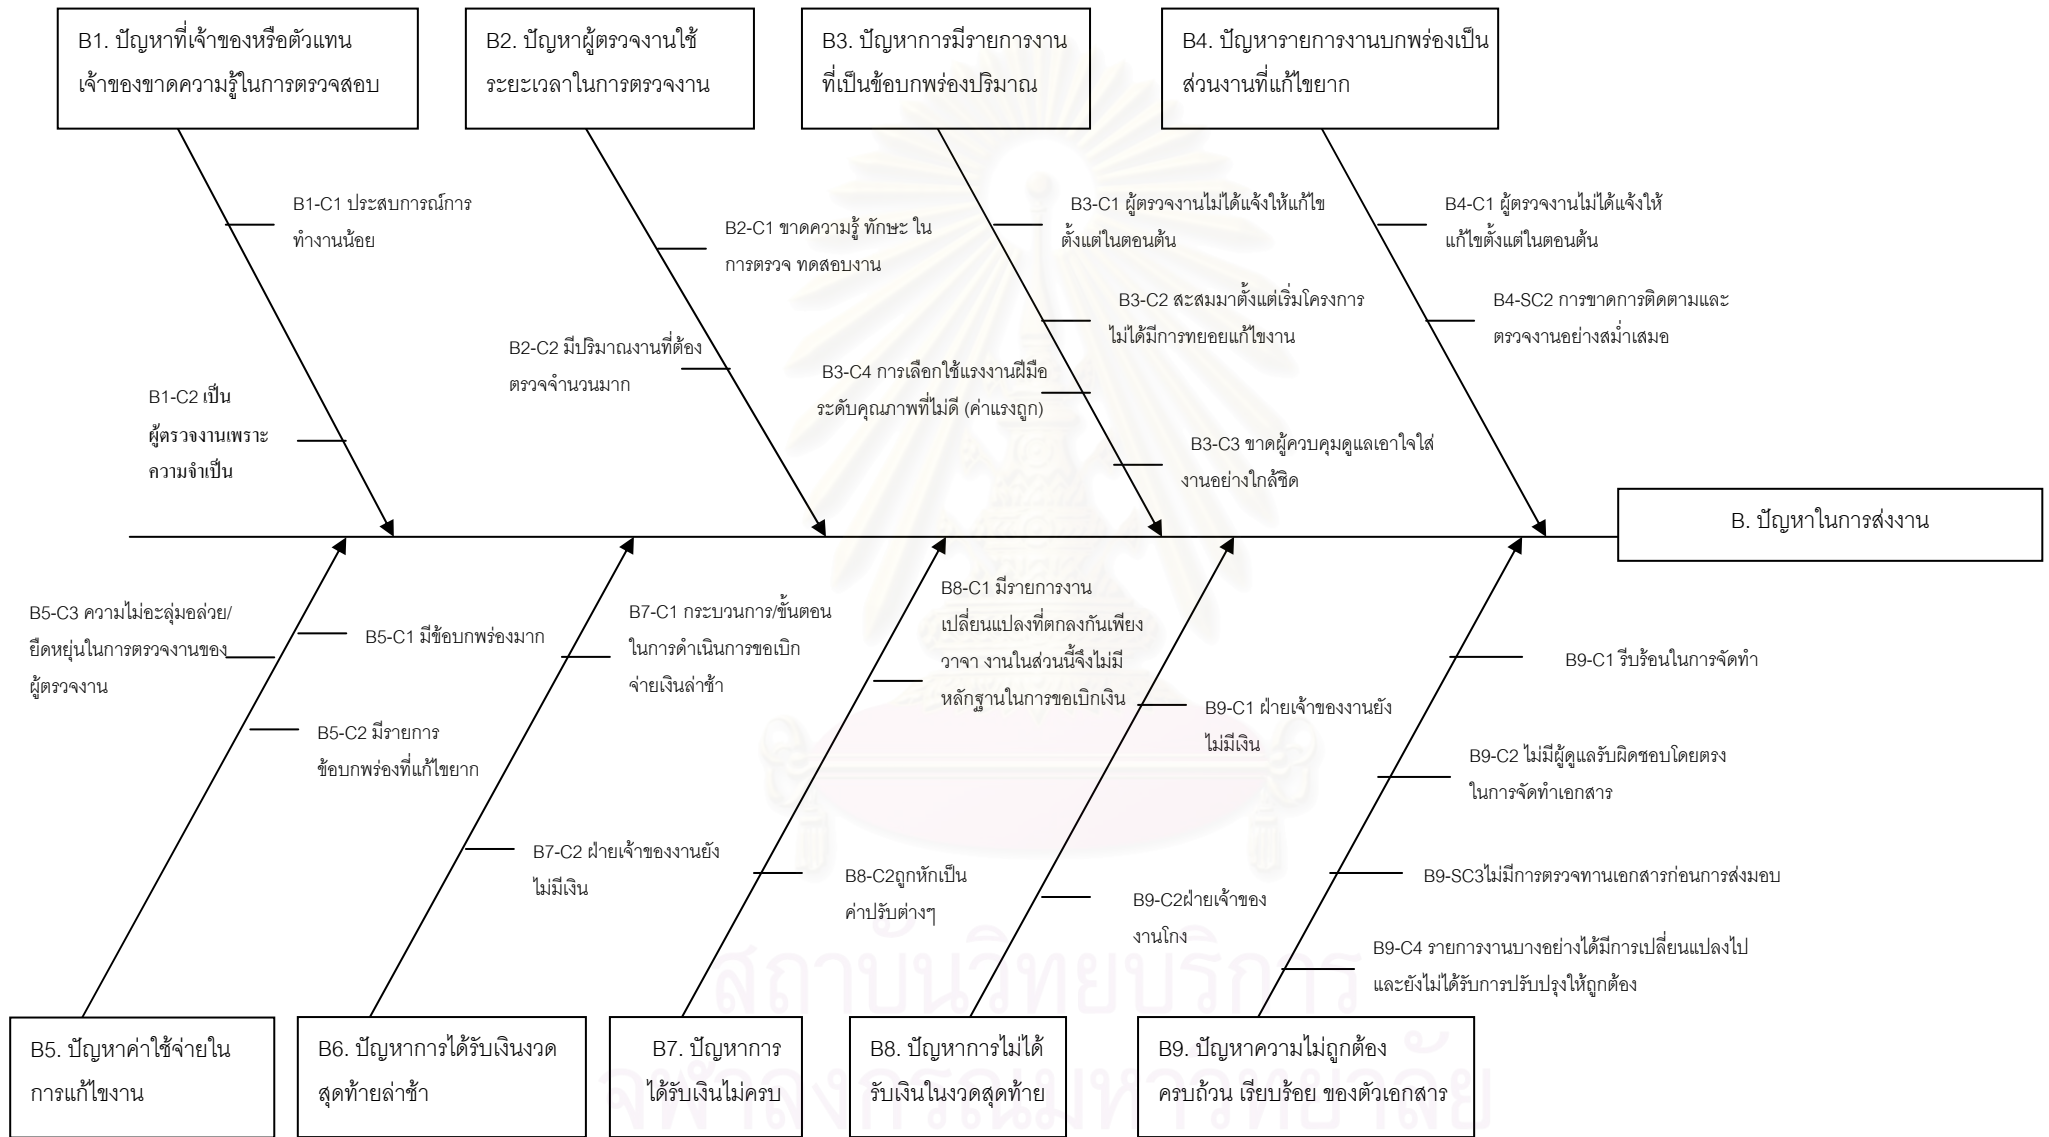 B1. ปัญหาที่เจ้าของหรือตัวแทน
เจ้าของขาดความรู้ในการตรวจสอบ
B2. ปัญหาผู้ตรวจงานใช้
ระยะเวลาในการตรวจงาน
B3. ปัญหาการมีรายการงาน
ที่เป็นข้อบกพร่องปริมาณ
B4. ปัญหารายการงานบกพร่องเป็น
ส่วนงานที่แก้ไขยาก
B1-C1 ประสบการณ์การ
ทำงานน้อย
B1-C2 เป็น
ผู้ตรวจงานเพราะ
ความจำเป็น
B2-C1 ขาดความรู้ ทักษะ ใน
การตรวจ ทดสอบงาน
B2-C2 มีปริมาณงานที่ต้อง
ตรวจจำนวนมาก
B3-C1 ผู้ตรวจงานไม่ได้แจ้งให้แก้ไข
ตั้งแต่ในตอนต้น
B3-C2 สะสมมาตั้งแต่เริ่มโครงการ
ไม่ได้มีการทยอยแก้ไขงาน
B3-C4 การเลือกใช้แรงงานฝีมือ
ระดับคุณภาพที่ไม่ดี (ค่าแรงถูก)
B3-C3 ขาดผู้ควบคุมดูแลเอาใจใส่
งานอย่างใกล้ชิด
B4-C1 ผู้ตรวจงานไม่ได้แจ้งให้
แก้ไขตั้งแต่ในตอนต้น
B4-SC2 การขาดการติดตามและ
ตรวจงานอย่างสม่ำเสมอ
B. ปัญหาในการส่งงาน
B5-C3 ความไม่อะลุ่มอล่วย/
ยืดหยุ่นในการตรวจงานของ
ผู้ตรวจงาน
B5-C1 มีข้อบกพร่องมาก
B5-C2 มีรายการ
ข้อบกพร่องที่แก้ไขยาก
B7-C1 กระบวนการ/ขั้นตอน
ในการดำเนินการขอเบิก
จ่ายเงินล่าช้า
B7-C2 ฝ่ายเจ้าของงานยัง
ไม่มีเงิน
B8-C1 มีรายการงาน
เปลี่ยนแปลงที่ตกลงกันเพียง
วาจา งานในส่วนนี้จึงไม่มี
หลักฐานในการขอเบิกเงิน
B8-C2ถูกหักเป็น
ค่าปรับต่างๆ
B9-C1 ฝ่ายเจ้าของงานยัง
ไม่มีเงิน
B9-C2ฝ่ายเจ้าของ
งานโกง
B9-C1 รีบร้อนในการจัดทำ
B9-C2 ไม่มีผู้ดูแลรับผิดชอบโดยตรง
ในการจัดทำเอกสาร
B9-SC3ไม่มีการตรวจทานเอกสารก่อนการส่งมอบ
B9-C4 รายการงานบางอย่างได้มีการเปลี่ยนแปลงไป
และยังไม่ได้รับการปรับปรุงให้ถูกต้อง
สถาบันวิทยบริการ
จุฬาลงกรณ์มหาวิทยาลัย
B5. ปัญหาค่าใช้จ่ายใน
การแก้ไขงาน
B6. ปัญหาการได้รับเงินงวด
สุดท้ายล่าช้า
B7. ปัญหาการ
ได้รับเงินไม่ครบ
B8. ปัญหาการไม่ได้
รับเงินในงวดสุดท้าย
B9. ปัญหาความไม่ถูกต้อง
ครบถ้วน เรียบร้อย ของตัวเอกสาร